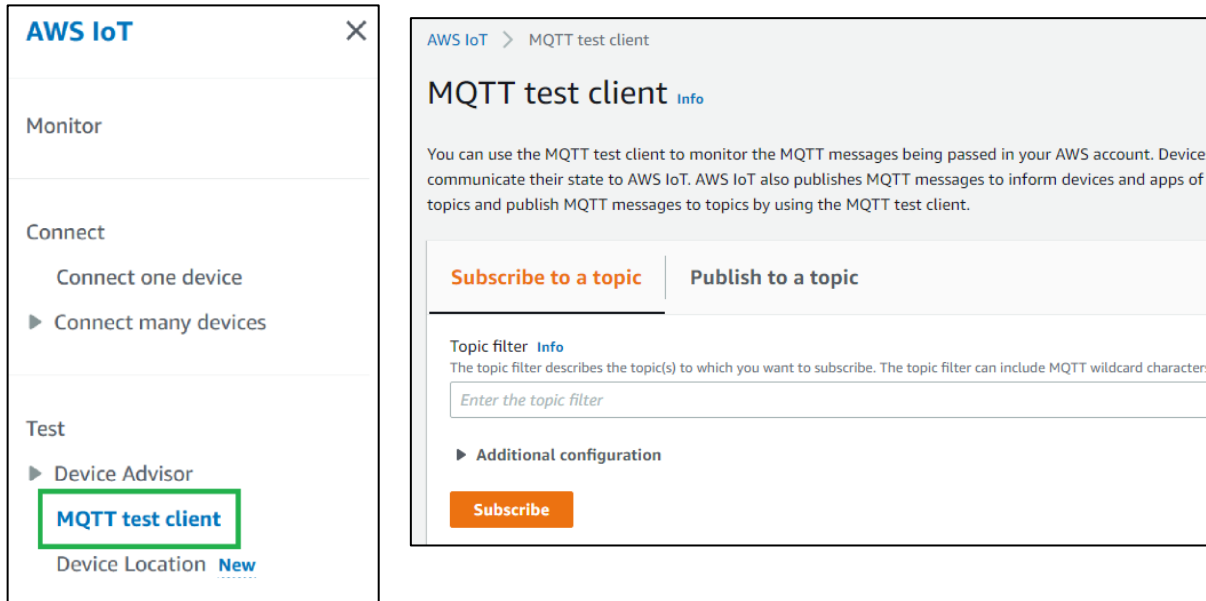 AWS IoT
Monitor
Connect
Connect one device
Connect many devices
Test
Device Advisor
MQTT test client
Device Location New
AWS IoT > MQTT test client
MQTT test client Info
You can use the MQTT test client to monitor the MQTT messages being passed in your AWS account. Device
communicate their state to AWS IoT. AWS IoT also publishes MQTT messages to inform devices and apps of
topics and publish MQTT messages to topics by using the MQTT test client.
Subscribe to a topic
Publish to a topic
Topic filter Info
The topic filter describes the topic(s) to which you want to subscribe. The topic filter can include MQTT wildcard characters
Enter the topic filter
Additional configuration
Subscribe